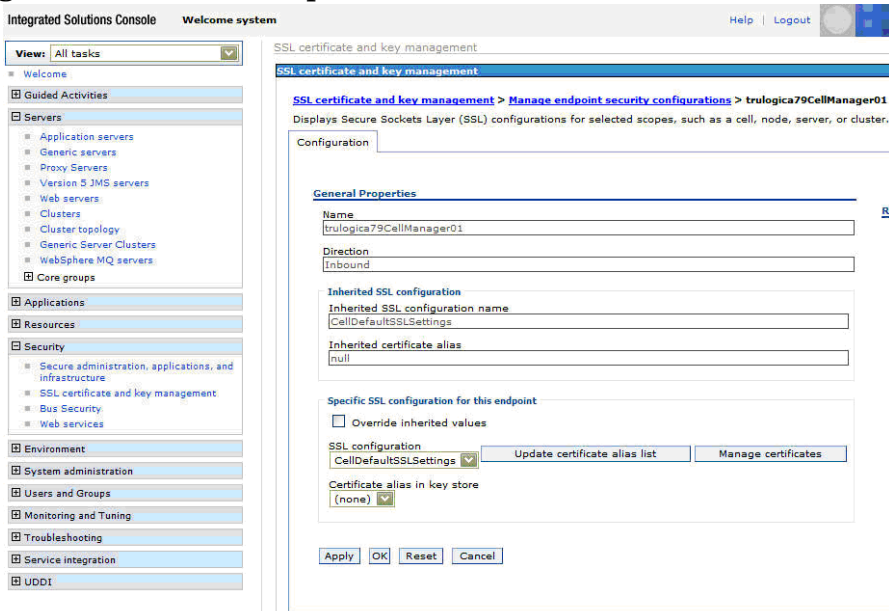 Integrated Solutions Console Welcome system Help | Logout
View: All tasks
Welcome
Guided Activities
Servers
Application servers
Generic servers
Proxy Servers
Version 5 JMS servers
Web servers
Clusters
Cluster topology
Generic Server Clusters
WebSphere MQ servers
Core groups
Applications
Resources
Security
Secure administration, applications, and
infrastructure
SSL certificate and key management
Bus Security
Web services
Environment
System administration
Users and Groups
Monitoring and Tuning
Troubleshooting
Service integration
UDDI
SSL certificate and key management
SSL certificate and key management
SSL certificate and key management > Manage endpoint security configurations > trulogica79CellManager01
Displays Secure Sockets Layer (SSL) configurations for selected scopes, such as a cell, node, server, or cluster.
Configuration
General Properties
R
Name
trulogica79CellManager01
Direction
Inbound
Inherited SSL configuration
Inherited SSL configuration name
CellDefaultSSLSettings
Inherited certificate alias
null
Specific SSL configuration for this endpoint
Override inherited values
SSL configuration
CellDefaultSSLSettings Update certificate alias list Manage certificates
Certificate alias in key store
(none)
Apply OK Reset Cancel